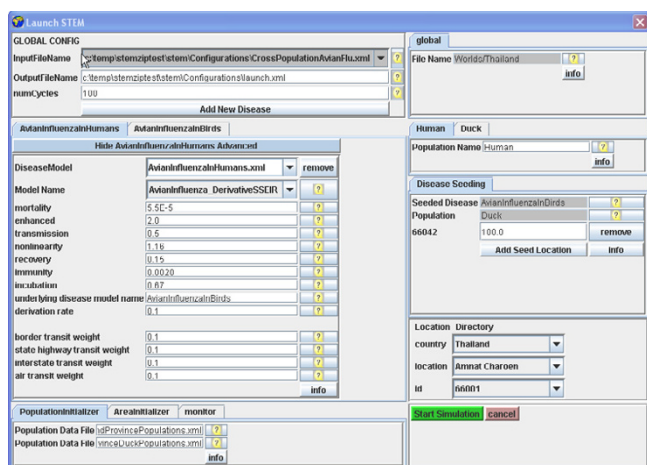 Launch STEM
GLOBAL CONFIG
InputFileName c:\temp\stemziptest\stem\Configurations\CrossPopulationAvianFlu.xml ?
OutputFileName c:\temp\stemziptest\stem\Configurations\launch.xml ?
numCycles 100 ?
Add New Disease
AvianInfluenzaInHumans AvianInfluenzaInBirds
Hide AvianInfluenzaInHumans Advanced
DiseaseModel AvianInfluenzaInHumans.xml remove
Model Name AvianInfluenza_DerivativeSSEIR ?
mortality 5.5E-5 ?
enhanced 2.0 ?
transmission 0.5 ?
nonlinearity 1.16 ?
recovery 0.15 ?
immunity 0.0020 ?
incubation 0.67 ?
underlying disease model name AvianInfluenzaInBirds ?
derivation rate 0.1 ?
border transit weight 0.1 ?
state highway transit weight 0.1 ?
interstate transit weight 0.1 ?
air transit weight 0.1 ?
info
PopulationInitializer AreaInitializer monitor
Population Data File dProvincePopulations.xml ?
Population Data File vinceDuckPopulations.xml ?
info
global
File Name Worlds/Thailand ?
info
Human Duck
Population Name Human ?
info
Disease Seeding
Seeded Disease AvianInfluenzaInBirds ?
Population Duck ?
66042 100.0 remove
Add Seed Location info
Location Directory
country Thailand
location Amnat Charoen
id 66001
Start Simulation cancel